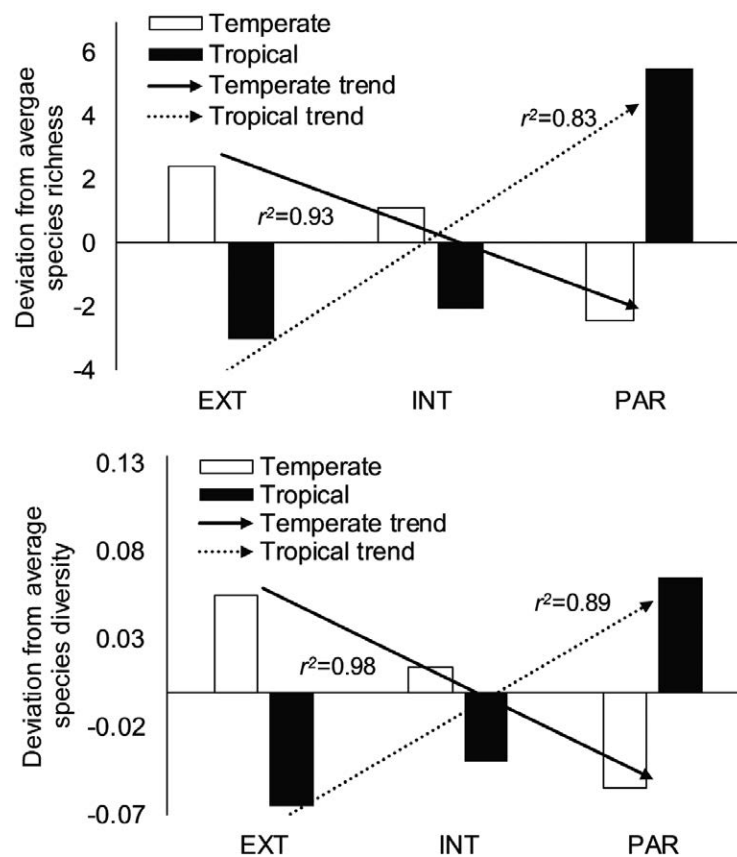 Temperate
Tropical
Temperate trend
Tropical trend
6
4
2
0
-2
-4
Deviation from avergae
species richness
r²=0.93
r²=0.83
EXT INT PAR
Temperate
Tropical
Temperate trend
Tropical trend
0.13
0.08
0.03
-0.02
-0.07
Deviation from average
species diversity
r²=0.98
r²=0.89
EXT INT PAR